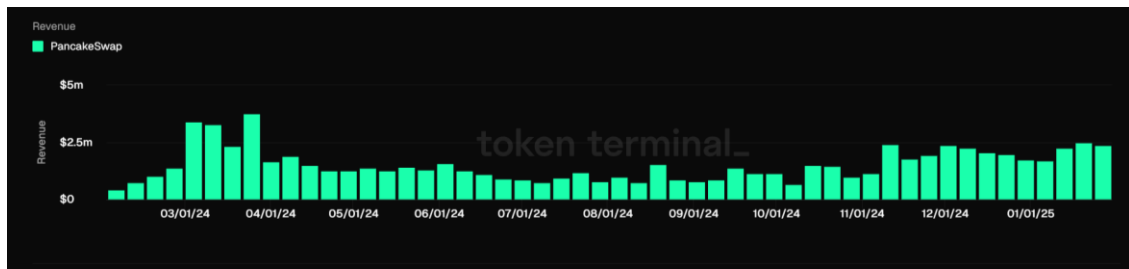 Revenue
PancakeSwap
$5m
$2.5m
$0
Revenue
token terminal_
03/01/24 04/01/24 05/01/24 06/01/24 07/01/24 08/01/24 09/01/24 10/01/24 11/01/24 12/01/24 01/01/25